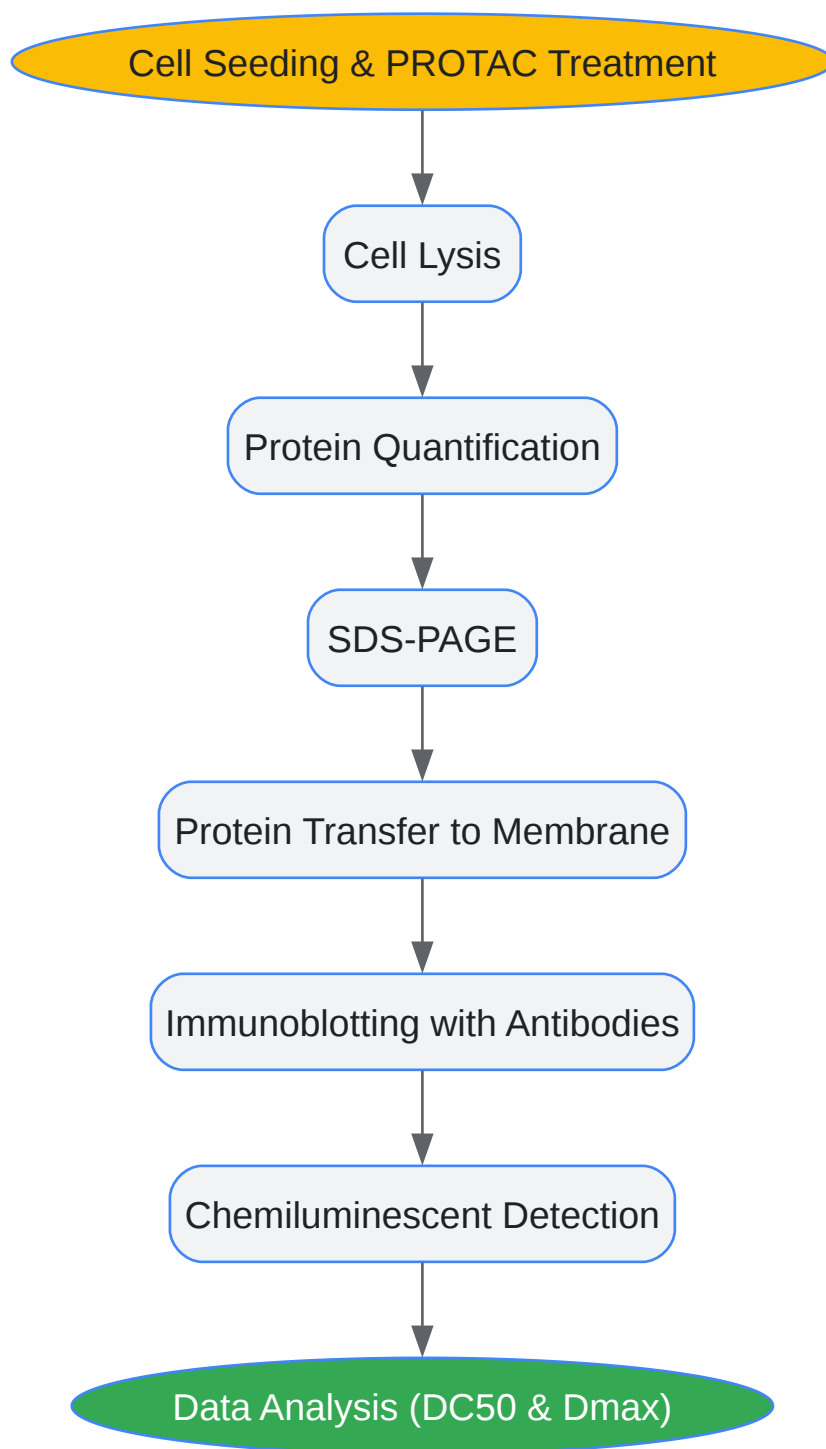 Cell Seeding & PROTAC Treatment
Cell Lysis
Protein Quantification
SDS-PAGE
Protein Transfer to Membrane
Immunoblotting with Antibodies
Chemiluminescent Detection
Data Analysis (DC50 & Dmax)